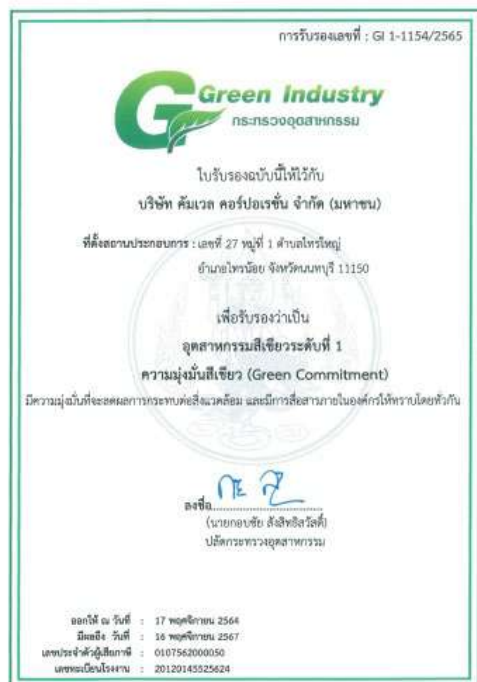 การรับรองเลขที่ : GI 1-1154/2565
Green Industry
กระทรวงอุตสาหกรรม
ใบรับรองฉบับนี้ให้ไว้กับ
บริษัท คัมเวล คอร์ปอเรชั่น จำกัด (มหาชน)
ที่ตั้งสถานประกอบการ : เลขที่ 27 หมู่ที่ 1 ตำบลไทรใหญ่
อำเภอไทรน้อย จังหวัดนนทบุรี 11150
เพื่อรับรองว่าเป็น
อุตสาหกรรมสีเขียวระดับที่ 1
ความมุ่งมั่นสีเขียว (Green Commitment)
มีความมุ่งมั่นที่จะลดผลการกระทบต่อสิ่งแวดล้อม และมีการสื่อสารภายในองค์กรให้ทราบโดยทั่วกัน
ลงชื่อ
(นายกอบชัย สังสิทธิสวัสดิ์)
ปลัดกระทรวงอุตสาหกรรม
ออกให้ ณ วันที่ : 17 พฤศจิกายน 2564
มีผลถึง วันที่ : 16 พฤศจิกายน 2567
เลขประจำตัวผู้เสียภาษี : 0107562000050
เลขทะเบียนโรงงาน : 20120145525624